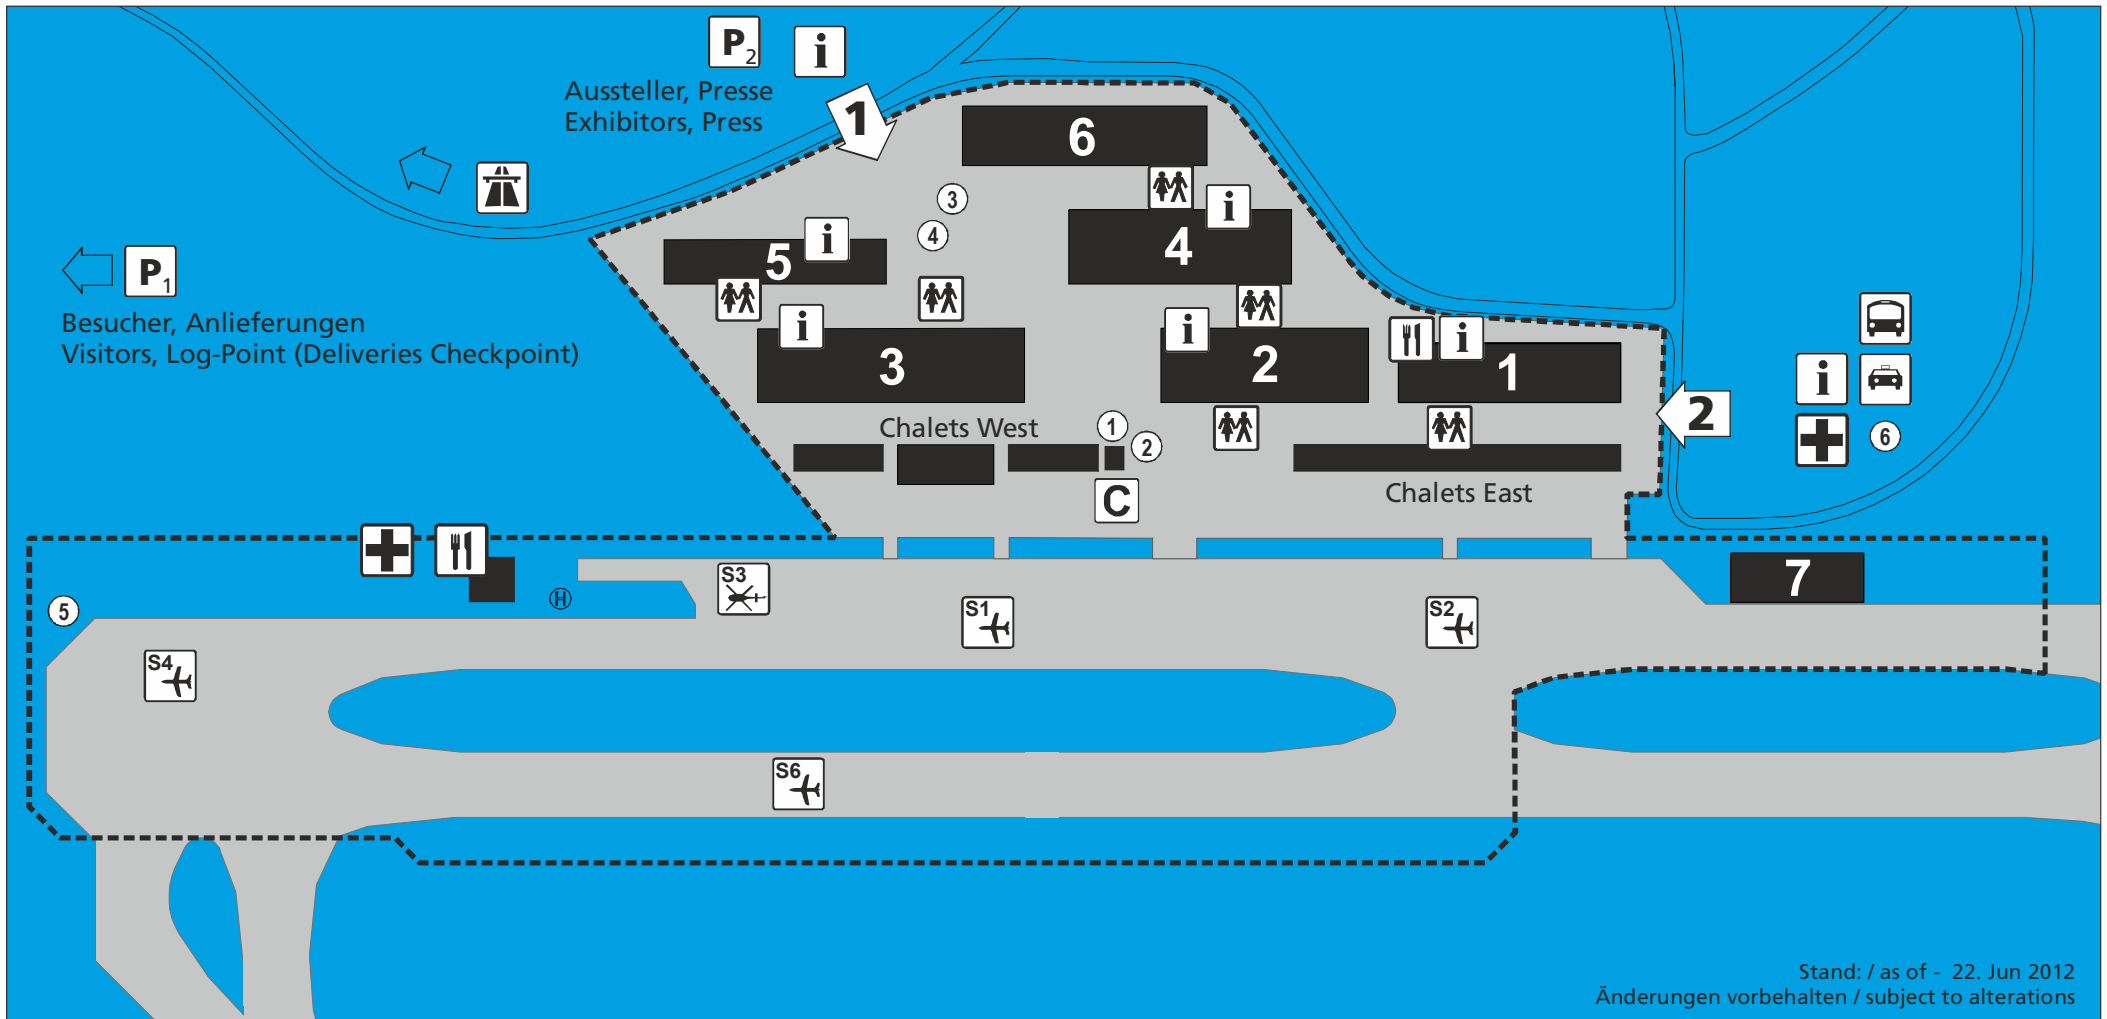 P2
i
Aussteller, Presse
Exhibitors, Press
1
6
3
i
4
4
5
i
P1
Besucher, Anlieferungen
Visitors, Log-Point (Deliveries Checkpoint)
i
3
i
2
i
1
i
2
6
Chalets West
1
2
C
Chalets East
7
H
S3
5
S1
S2
S4
S6
Stand: / as of - 22. Jun 2012
Änderungen vorbehalten / subject to alterations